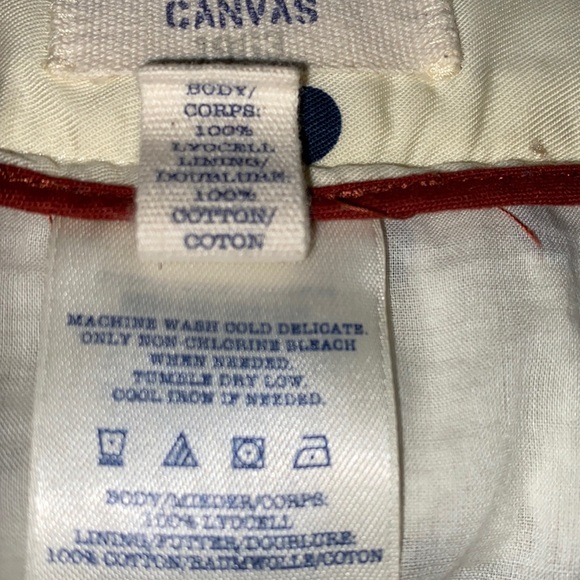 CANVAS
BODY/
CORPS:
100%
LYOCELL
LINING/
DOUBLURE:
100%
COTTON/
COTON
MACHINE WASH COLD DELICATE.
ONLY NON-CHLORINE BLEACH
WHEN NEEDED.
TUMBLE DRY LOW.
COOL IRON IF NEEDED.
BODY/MIEDER/CORPS:
100% LYOCELL
LINING/FUTTER/DOUBLURE:
100% COTTON/BAUMWOLLE/COTON